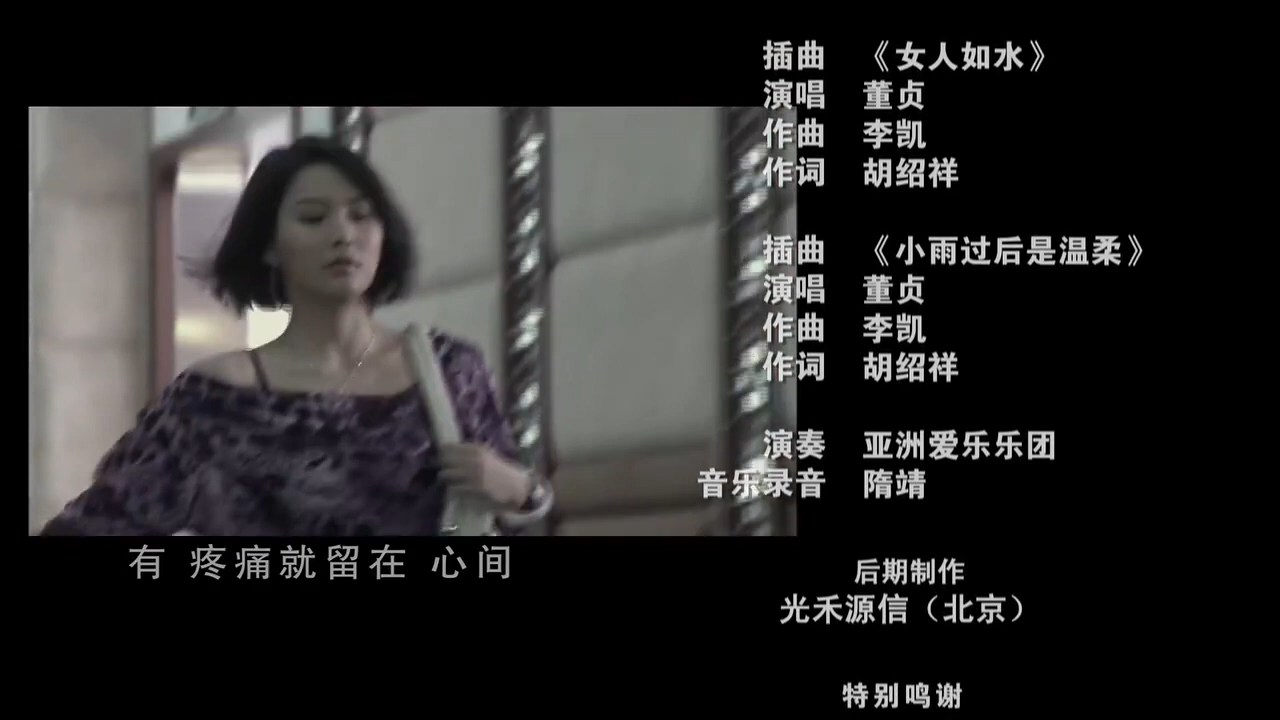 插曲 《女人如水》
演唱 董贞
作曲 李凯
作词 胡绍祥
插曲 《小雨过后是温柔》
演唱 董贞
作曲 李凯
作词 胡绍祥
演奏 亚洲爱乐乐团
音乐录音 隋靖
有 疼痛就留在 心间
后期制作
光禾源信（北京）
特别鸣谢